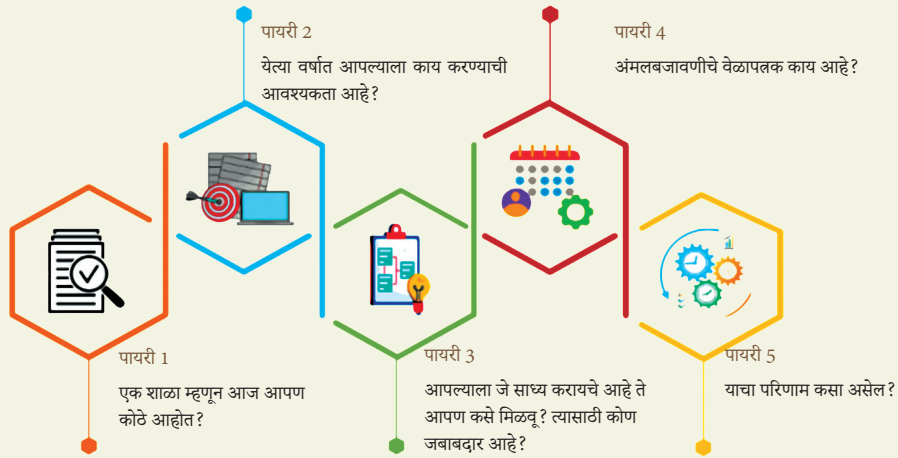 पायरी 1
एक शाळा म्हणून आज आपण
कोठे आहोत?
पायरी 2
येत्या वर्षात आपल्याला काय करण्याची
आवश्यकता आहे?
पायरी 3
आपल्याला जे साध्य करायचे आहे ते
आपण कसे मिळवू? त्यासाठी कोण
जबाबदार आहे?
पायरी 4
अंमलबजावणीचे वेळापत्रक काय आहे?
पायरी 5
याचा परिणाम कसा असेल?